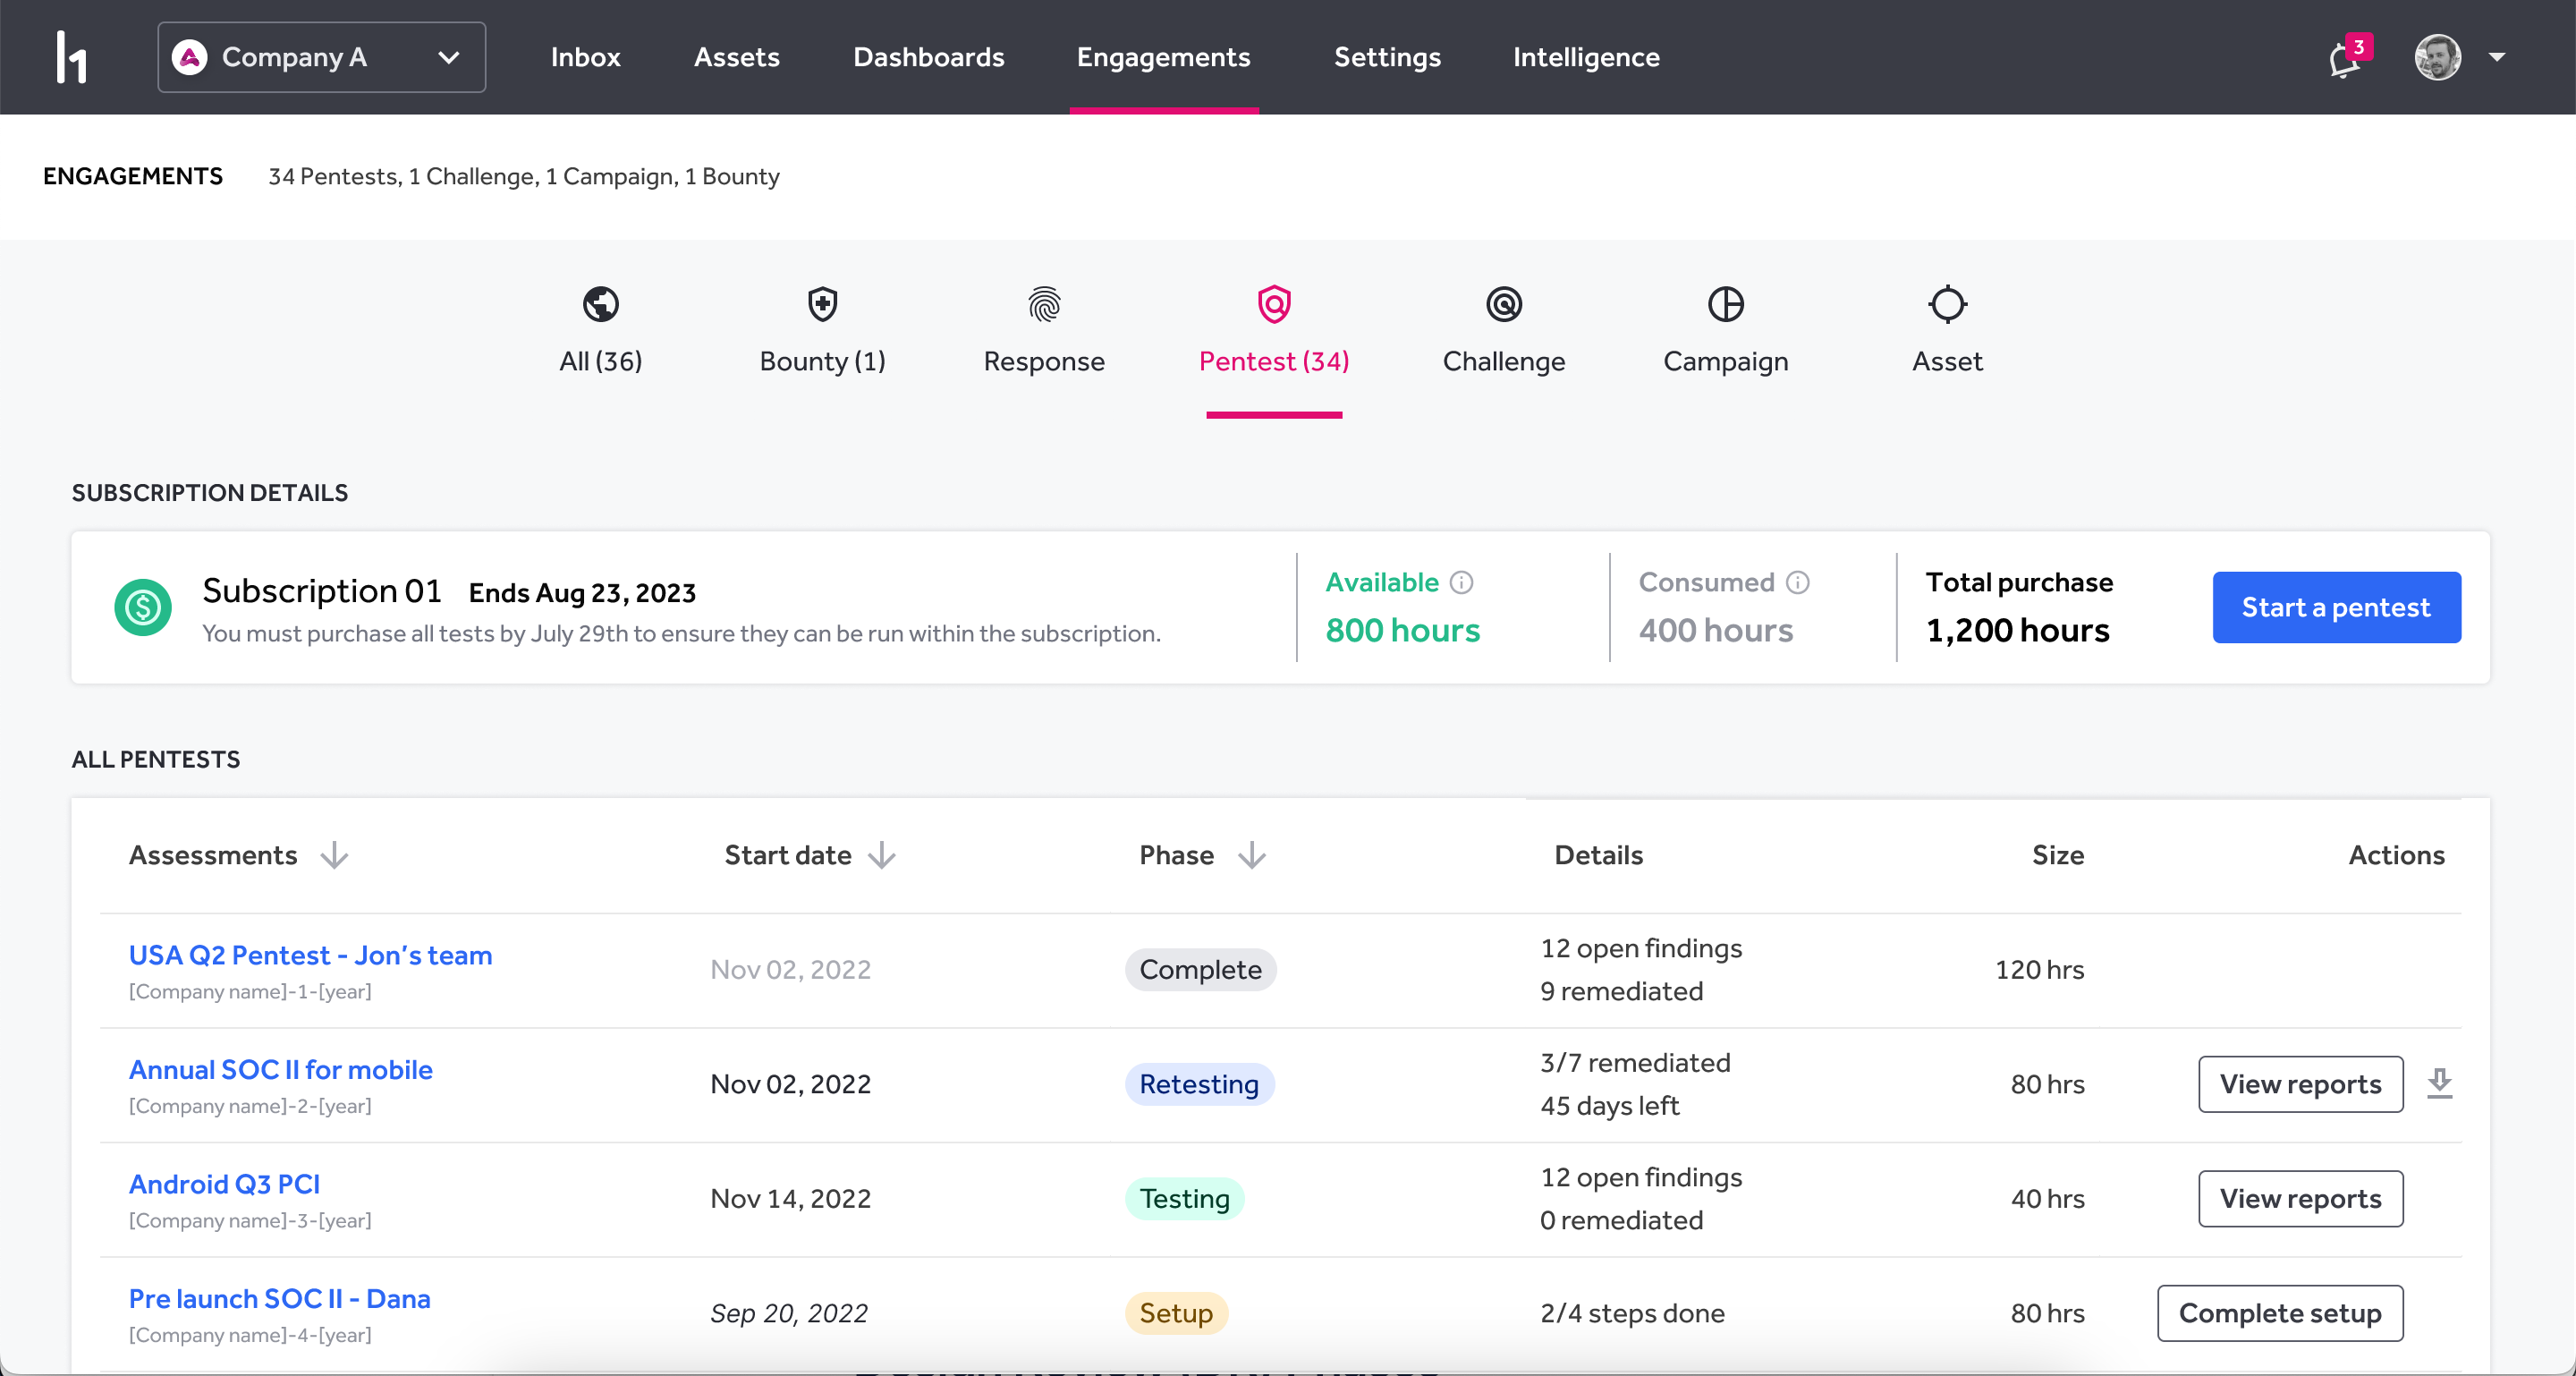 h1
Company A
Inbox
Assets
Dashboards
Engagements
Settings
Intelligence
3
ENGAGEMENTS
34 Pentests, 1 Challenge, 1 Campaign, 1 Bounty
All (36)
Bounty (1)
Response
Pentest (34)
Challenge
Campaign
Asset
SUBSCRIPTION DETAILS
Subscription 01 Ends Aug 23, 2023
You must purchase all tests by July 29th to ensure they can be run within the subscription.
Available
800 hours
Consumed
400 hours
Total purchase
1,200 hours
Start a pentest
ALL PENTESTS
Assessments
Start date
Phase
Details
Size
Actions
USA Q2 Pentest - Jon’s team
[Company name]-1-[year]
Nov 02, 2022
Complete
12 open findings
9 remediated
120 hrs
Annual SOC II for mobile
[Company name]-2-[year]
Nov 02, 2022
Retesting
3/7 remediated
45 days left
80 hrs
View reports
Android Q3 PCI
[Company name]-3-[year]
Nov 14, 2022
Testing
12 open findings
0 remediated
40 hrs
View reports
Pre launch SOC II - Dana
[Company name]-4-[year]
Sep 20, 2022
Setup
2/4 steps done
80 hrs
Complete setup